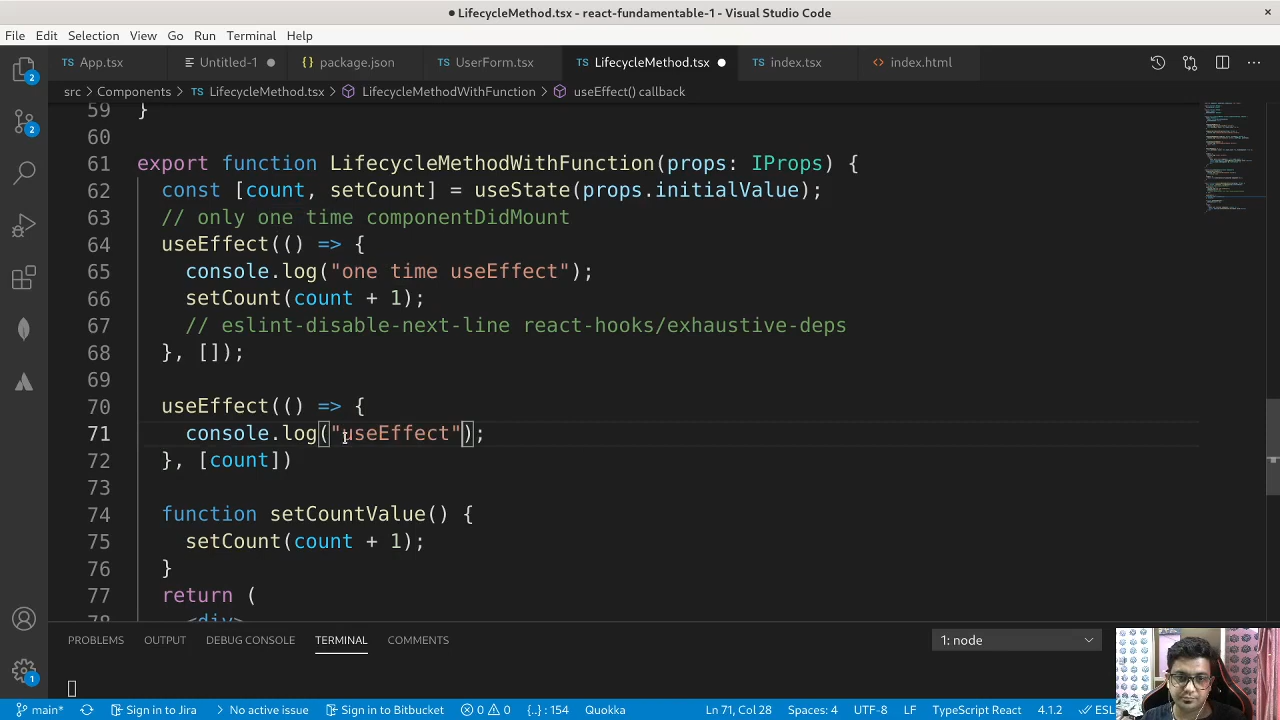 ● LifecycleMethod.tsx - react-fundamentable-1 - Visual Studio Code
File Edit Selection View Go Run Terminal Help
TS App.tsx Untitled-1 ● {} package.json TS UserForm.tsx TS LifecycleMethod.tsx ● TS index.tsx <> index.html
src > Components > TS LifecycleMethod.tsx > LifecycleMethodWithFunction > useEffect() callback
59 }
60
61 export function LifecycleMethodWithFunction(props: IProps) {
62 const [count, setCount] = useState(props.initialValue);
63 // only one time componentDidMount
64 useEffect(() => {
65 console.log("one time useEffect");
66 setCount(count + 1);
67 // eslint-disable-next-line react-hooks/exhaustive-deps
68 }, []);
69
70 useEffect(() => {
71 console.log("useEffect");
72 }, [count])
73
74 function setCountValue() {
75 setCount(count + 1);
76 }
77 return (
78 <div>
PROBLEMS OUTPUT DEBUG CONSOLE TERMINAL COMMENTS 1: node
main* Sign in to Jira No active issue Sign in to Bitbucket 0 0 {..} : 154 Quokka Ln 71, Col 28 Spaces: 4 UTF-8 LF TypeScript React 4.1.2 ESL
2
2
1